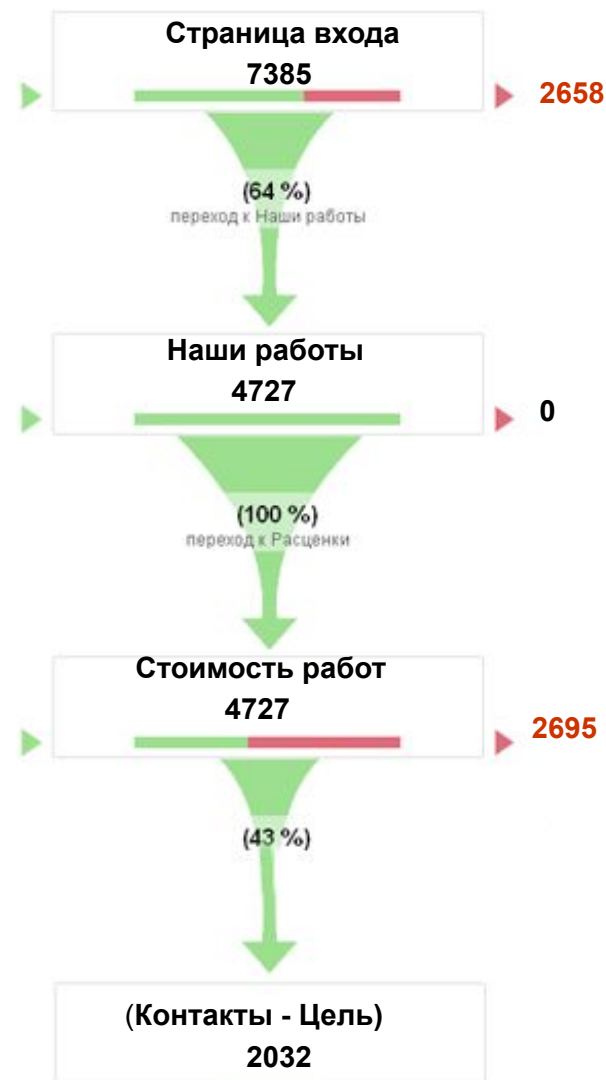 Страница входа
7385
2658
(64 %)
переход к Наши работы
Наши работы
4727
0
(100 %)
переход к Расценки
Стоимость работ
4727
2695
(43 %)
(Контакты - Цель)
2032